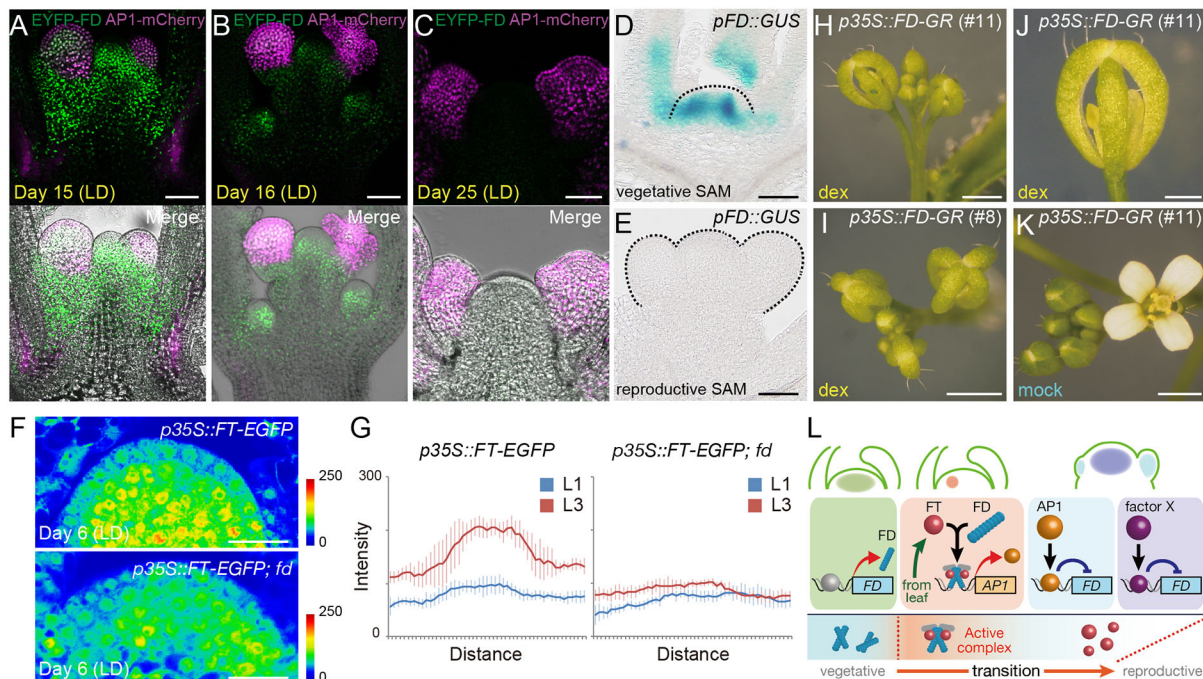 A
EYFP-FD AP1-mCherry
Day 15 (LD)
Merge
B
EYFP-FD AP1-mCherry
Day 16 (LD)
Merge
C
EYFP-FD AP1-mCherry
Day 25 (LD)
Merge
D
pFD::GUS
vegetative SAM
E
pFD::GUS
reproductive SAM
H
p35S::FD-GR (#11)
dex
I
p35S::FD-GR (#8)
dex
J
p35S::FD-GR (#11)
dex
K
p35S::FD-GR (#11)
mock
F
p35S::FT-EGFP
Day 6 (LD)
250
0
p35S::FT-EGFP; fd
Day 6 (LD)
250
0
G
p35S::FT-EGFP
p35S::FT-EGFP; fd
300
Intensity
0
L1
L3
L1
L3
Distance
Distance
L
FD
FD
FT
FD
from
leaf
AP1
AP1
FD
factor X
FD
Active
complex
vegetative
transition
reproductive